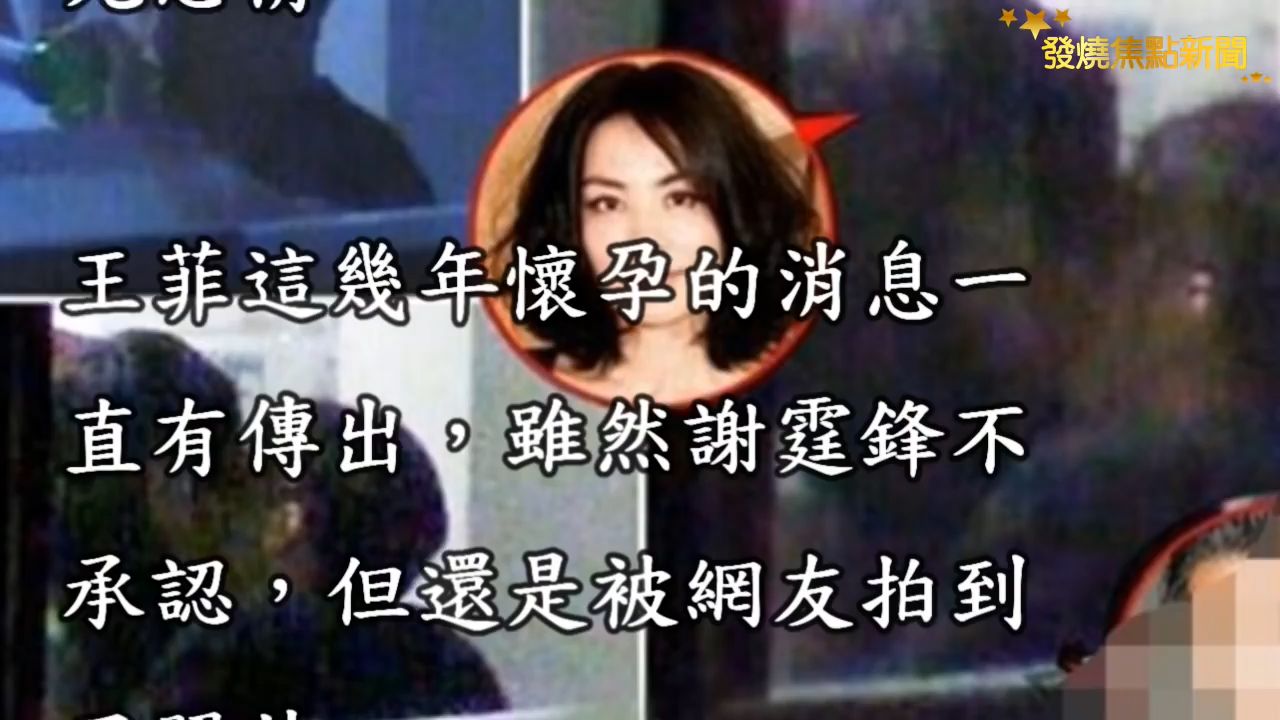 發燒焦點新聞
王菲這幾年懷孕的消息一
直有傳出，雖然謝霆鋒不
承認，但還是被網友拍到